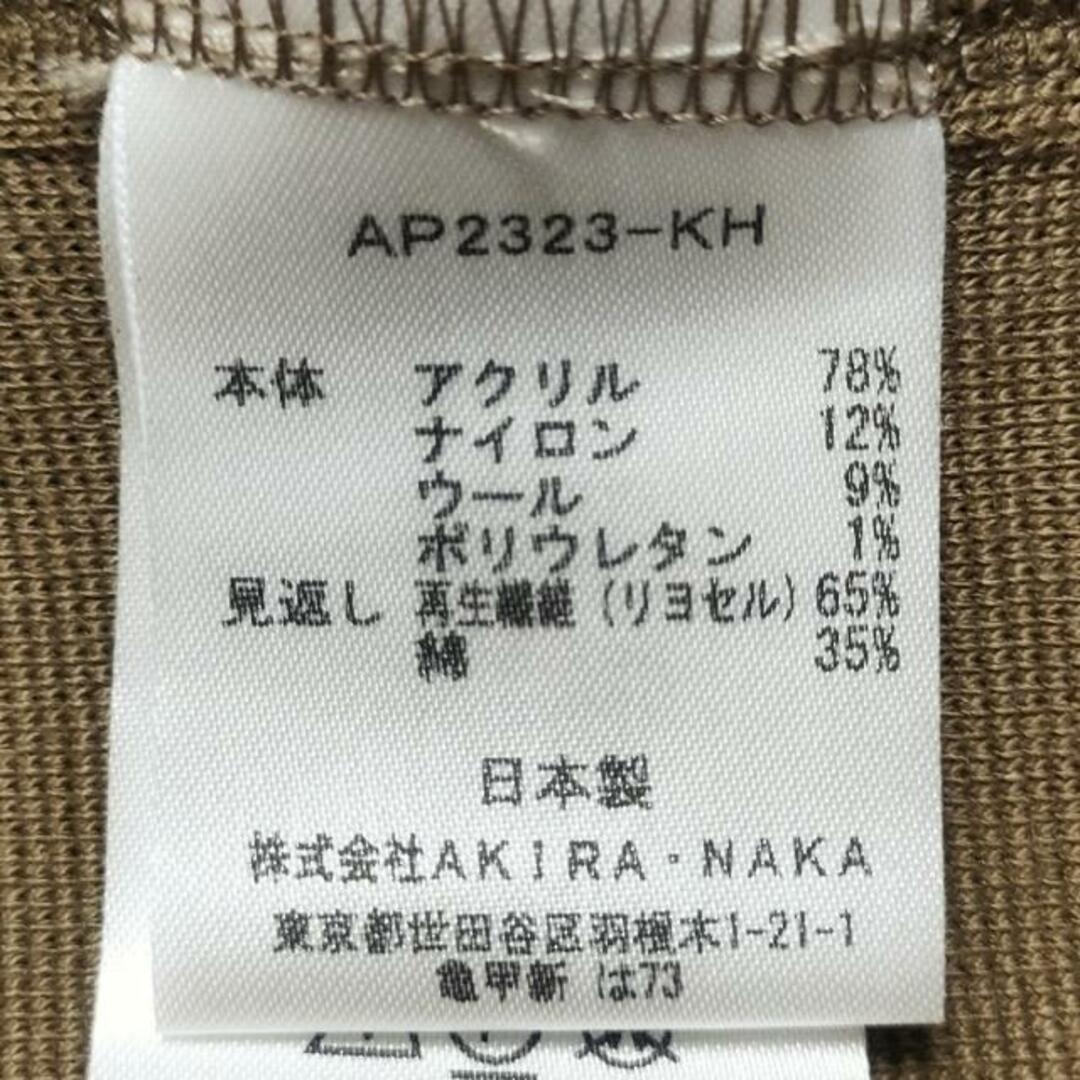 AP2323-KH
本体 アクリル 78%
ナイロン 12%
ウール 9%
ポリウレタン 1%
見返し 再生繊維(リヨセル) 65%
綿 35%
日本製
株式会社AKIRA・NAKA
東京都世田谷区羽根木1-21-1
亀甲新 は73